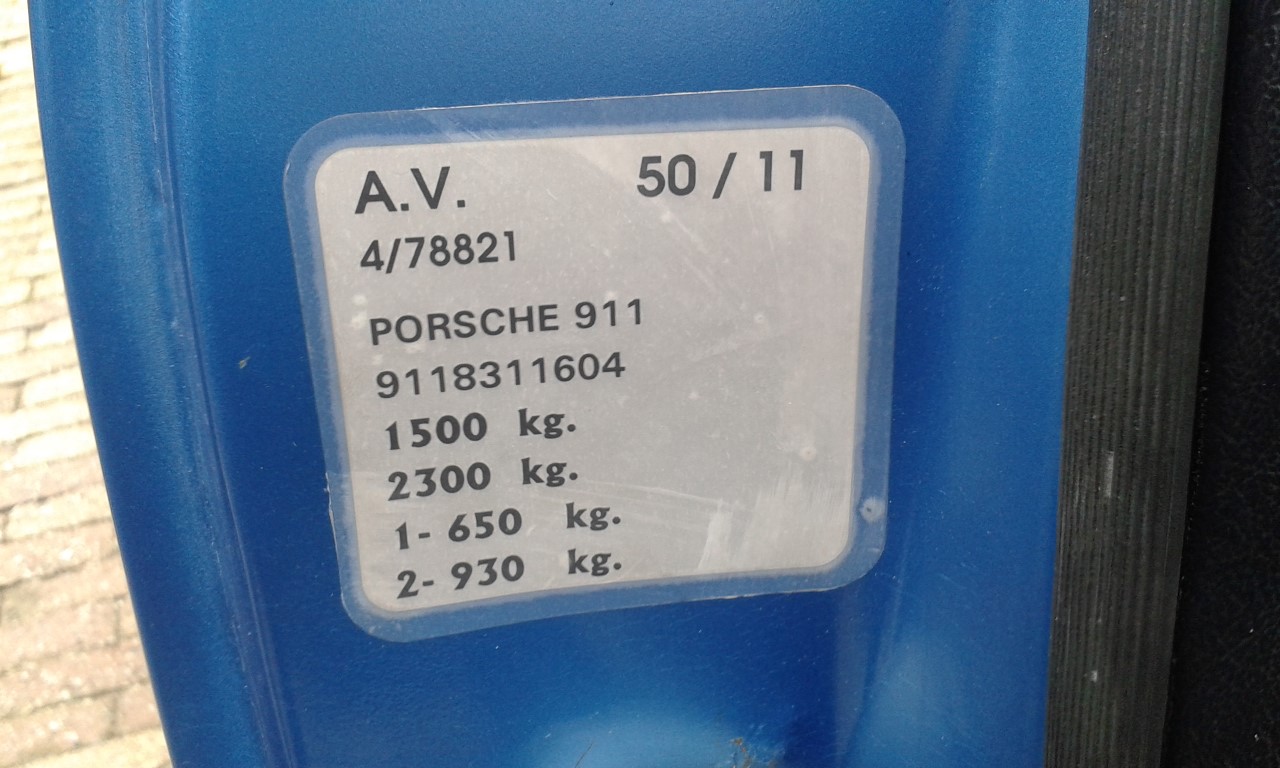 A.V. 50 / 11
4/78821
PORSCHE 911
9118311604
1500 kg.
2300 kg.
1- 650 kg.
2- 930 kg.